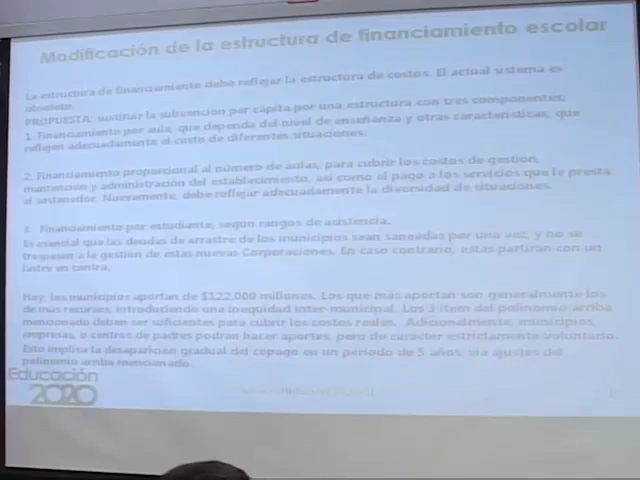 Modificación de la estructura de financiamiento escolar
La estructura de financiamiento debe reflejar la estructura de costos. El actual sistema es
obsoleto.
PROPUESTA: sustituir la subvención per cápita por una estructura con tres componentes:
1. Financiamiento por aula, que dependa del nivel de enseñanza y otras características, que
reflejen adecuadamente el costo de diferentes situaciones.
2. Financiamiento proporcional al número de aulas, para cubrir los costos de gestión,
mantención y administración del establecimiento, así como el pago a los servicios que le presta
al sostenedor. Nuevamente, debe reflejar adecuadamente la diversidad de situaciones.
3. Financiamiento por estudiante, según rangos de asistencia.
Es esencial que las deudas de arrastre de los municipios sean saneadas por una vez, y no se
traspasen a la gestión de estas nuevas Corporaciones. En caso contrario, estas partirán con un
lastre en contra.
Hoy, los municipios aportan de $122.000 millones. Los que más aportan son generalmente los
de más recursos, introduciendo una inequidad inter-municipal. Los 3 ítem del polinomio arriba
mencionado deben ser suficientes para cubrir los costos reales. Adicionalmente, municipios,
empresas, o centros de padres podrán hacer aportes, pero de carácter estrictamente voluntario.
Esto implica la desaparición gradual del copago en un período de 5 años, vía ajustes del
polinomio arriba mencionado.
Educación
2020